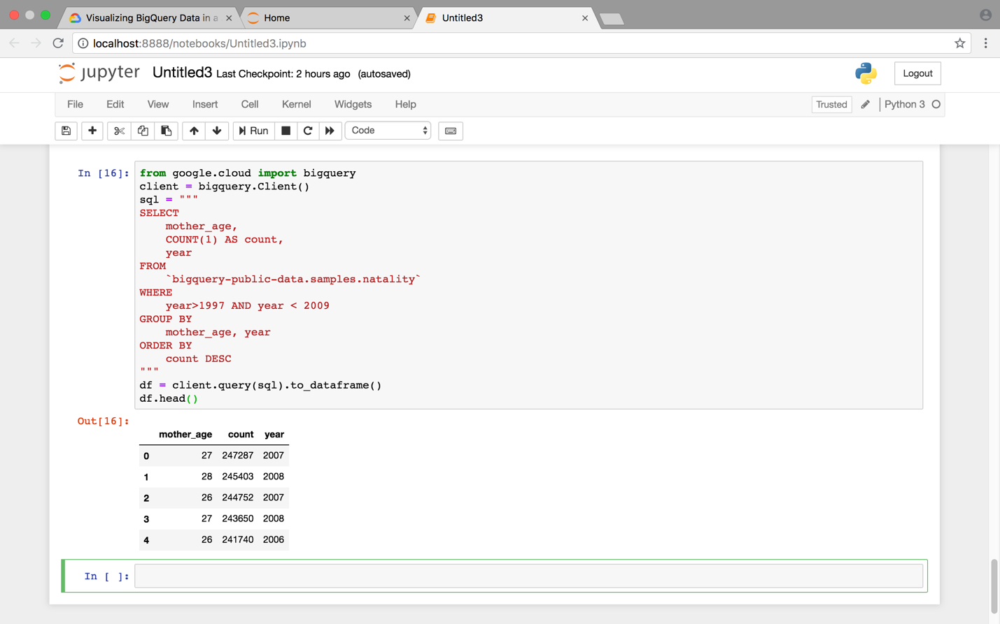 Visualizing BigQuery Data in a
Home
Untitled3
localhost:8888/notebooks/Untitled3.ipynb
jupyter Untitled3 Last Checkpoint: 2 hours ago (autosaved)
Logout
File Edit View Insert Cell Kernel Widgets Help
Trusted
Python 3
Run
Code
In [16]:
from google.cloud import bigquery
client = bigquery.Client()
sql = """
SELECT
    mother_age,
    COUNT(1) AS count,
    year
FROM
    `bigquery-public-data.samples.natality`
WHERE
    year>1997 AND year < 2009
GROUP BY
    mother_age, year
ORDER BY
    count DESC
"""
df = client.query(sql).to_dataframe()
df.head()
Out[16]:
mother_age count year
0 27 247287 2007
1 28 245403 2008
2 26 244752 2007
3 27 243650 2008
4 26 241740 2006
In [ ]: